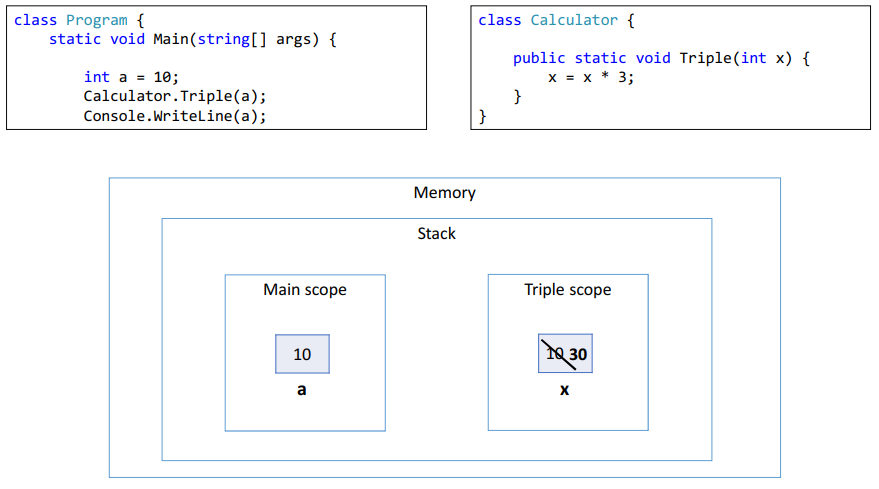 class Program {
    static void Main(string[] args) {
        int a = 10;
        Calculator.Triple(a);
        Console.WriteLine(a);
class Calculator {
    public static void Triple(int x) {
        x = x * 3;
    }
}
Memory
Stack
Main scope
10
a
Triple scope
10 30
x